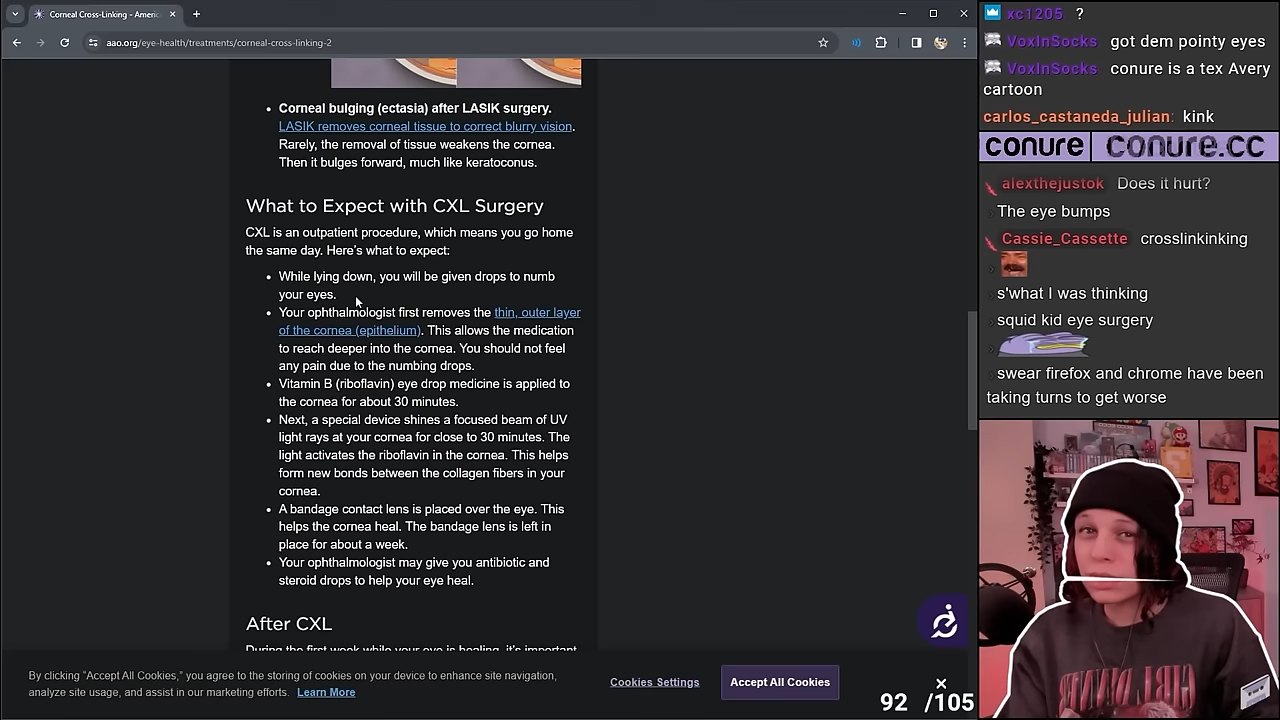 Corneal Cross-Linking - Americ
aao.org/eye-health/treatments/corneal-cross-linking-2
Corneal bulging (ectasia) after LASIK surgery.
LASIK removes corneal tissue to correct blurry vision.
Rarely, the removal of tissue weakens the cornea.
Then it bulges forward, much like keratoconus.
What to Expect with CXL Surgery
CXL is an outpatient procedure, which means you go home
the same day. Here's what to expect:
While lying down, you will be given drops to numb
your eyes.
Your ophthalmologist first removes the thin, outer layer
of the cornea (epithelium). This allows the medication
to reach deeper into the cornea. You should not feel
any pain due to the numbing drops.
Vitamin B (riboflavin) eye drop medicine is applied to
the cornea for about 30 minutes.
Next, a special device shines a focused beam of UV
light rays at your cornea for close to 30 minutes. The
light activates the riboflavin in the cornea. This helps
form new bonds between the collagen fibers in your
cornea.
A bandage contact lens is placed over the eye. This
helps the cornea heal. The bandage lens is left in
place for about a week.
Your ophthalmologist may give you antibiotic and
steroid drops to help your eye heal.
After CXL
During the first week while your eye is healing, it's important
By clicking "Accept All Cookies," you agree to the storing of cookies on your device to enhance site navigation,
analyze site usage, and assist in our marketing efforts. Learn More
Cookies Settings
Accept All Cookies
92 /105
xc1205 ?
VoxInSocks got dem pointy eyes
VoxInSocks conure is a tex Avery
cartoon
carlos_castaneda_julian: kink
conure conure.cc
alexthejustok Does it hurt?
The eye bumps
Cassie_Cassette crosslinkinking
s'what I was thinking
squid kid eye surgery
swear firefox and chrome have been
taking turns to get worse